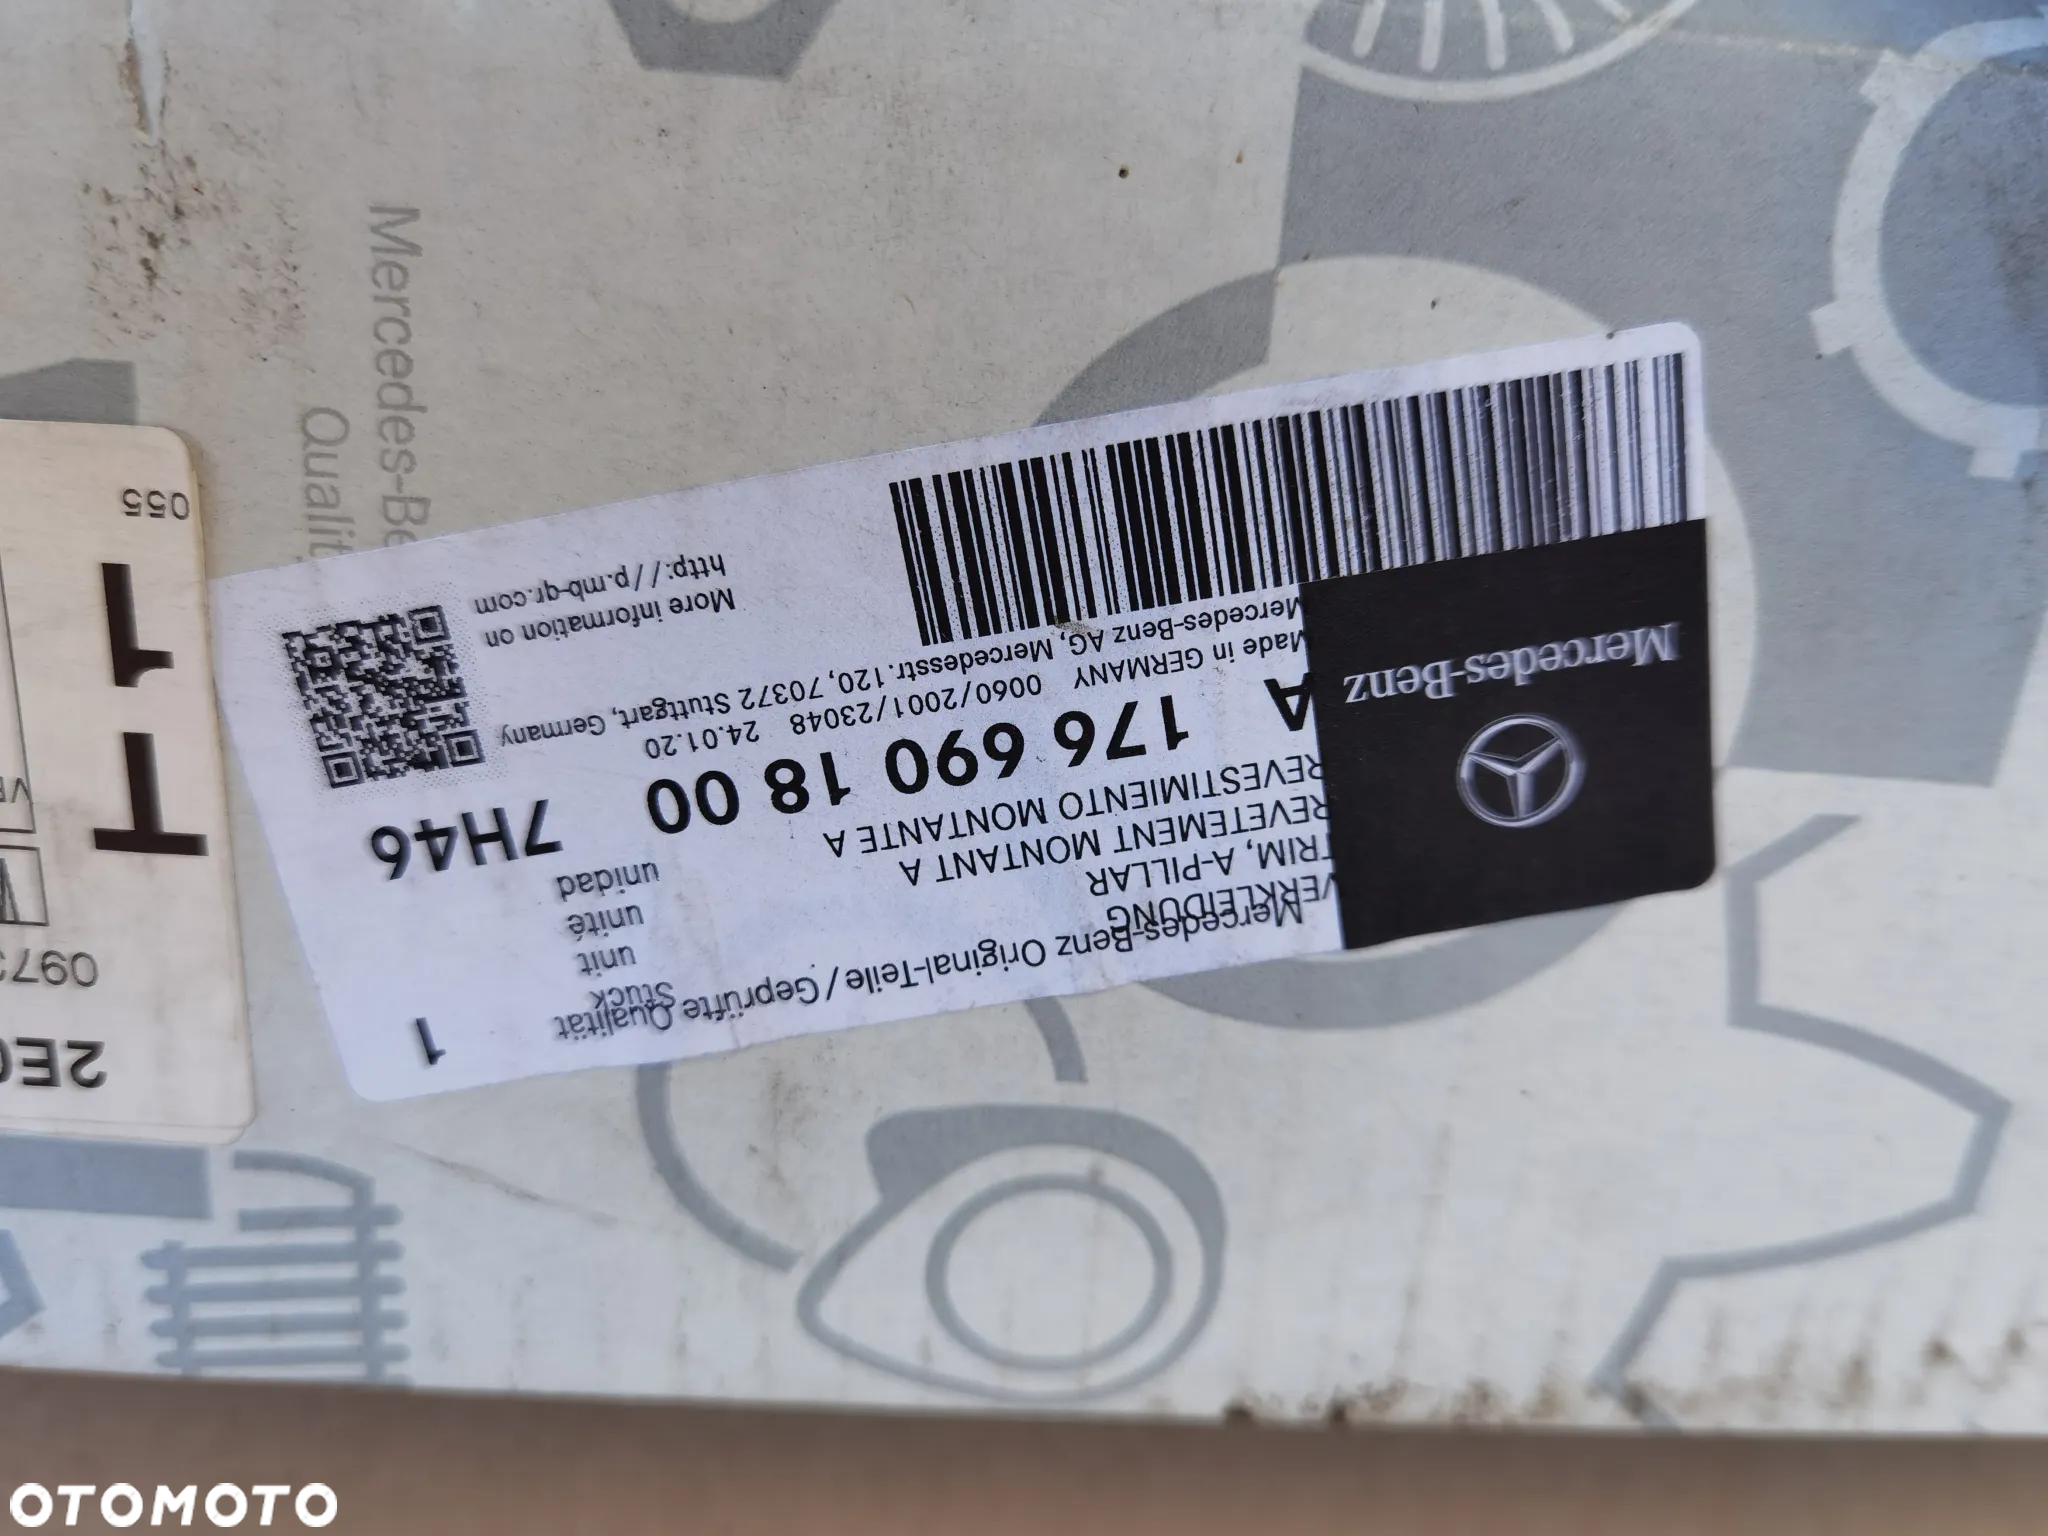 Mercedes-Benz
Mercedes-Benz Original-Teile/Geprüfte Qualität
VERKLEIDUNG
TRIM, A-PILLAR
REVETEMENT MONTANT A
REVESTIMIENTO MONTANTE A
1
Stück
unit
unité
unidad
A 176 690 18 00
7H46
Made in GERMANY 0060/2001/23048 24.01.20
Mercedes-Benz AG, Mercedesstr.120,70372 Stuttgart, Germany
More information on
http://p.mb-qr.com
055
T 1
Mercedes-Be
Qualit
OTOMOTO